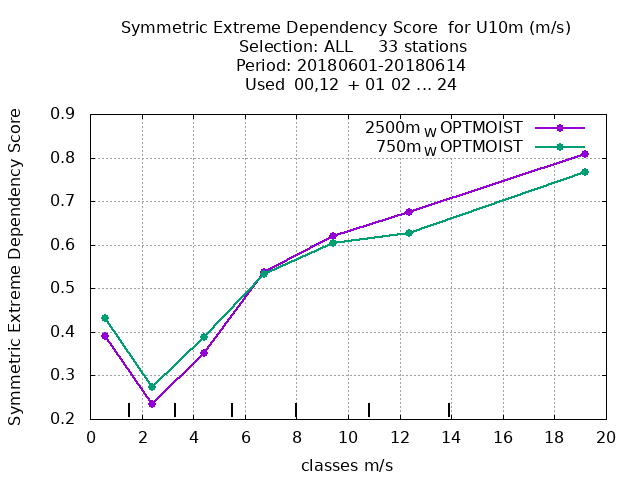 Symmetric Extreme Dependency Score for U10m (m/s)
Selection: ALL 33 stations
Period: 20180601-20180614
Used 00,12 + 01 02 ... 24
Symmetric Extreme Dependency Score
0.9
0.8
0.7
0.6
0.5
0.4
0.3
0.2
2500m W OPTMOIST
750m W OPTMOIST
0 2 4 6 8 10 12 14 16 18 20
classes m/s